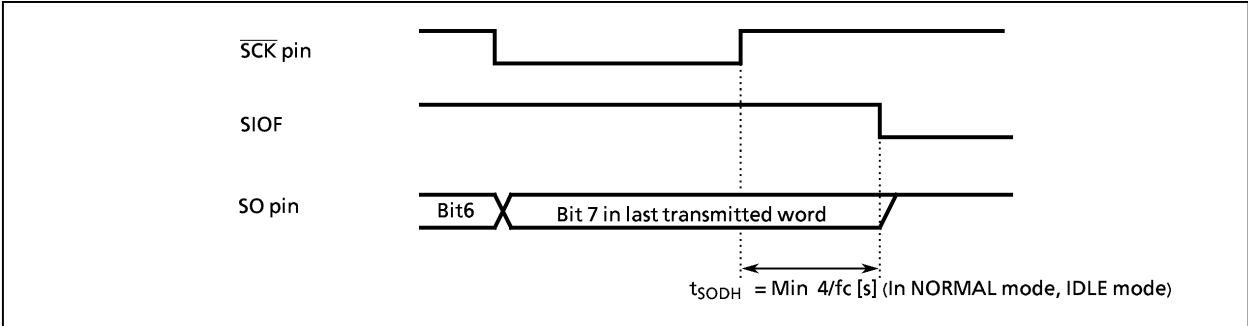 S̅C̅K̅ pin
SIOF
SO pin
Bit6
Bit 7 in last transmitted word
tSODH = Min 4/fc [s] (In NORMAL mode, IDLE mode)